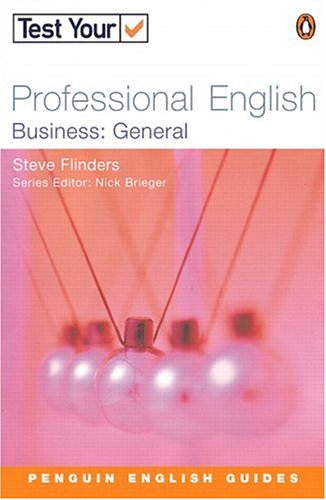 Test Your
Professional English
Business: General
Steve Flinders
Series Editor: Nick Brieger
PENGUIN ENGLISH GUIDES